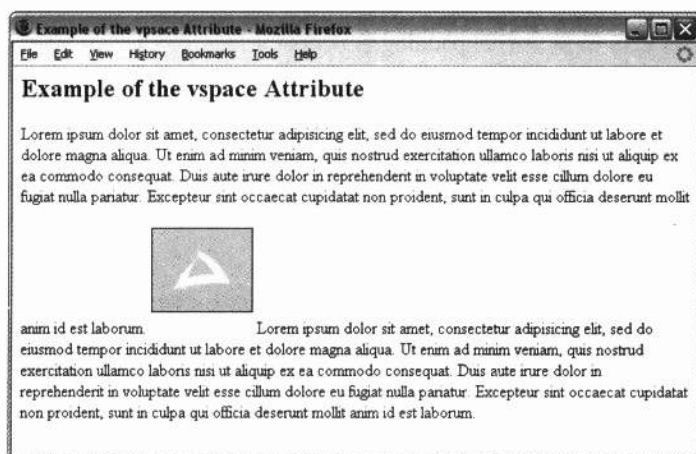 Example of the vpsace Attribute - Mozilla Firefox
File Edit View History Bookmarks Tools Help
Example of the vspace Attribute
Lorem ipsum dolor sit amet, consectetur adipisicing elit, sed do eiusmod tempor incididunt ut labore et
dolore magna aliqua. Ut enim ad minim veniam, quis nostrud exercitation ullamco laboris nisi ut aliquip ex
ea commodo consequat. Duis aute irure dolor in reprehenderit in voluptate velit esse cillum dolore eu
fugiat nulla pariatur. Excepteur sint occaecat cupidatat non proident, sunt in culpa qui officia deserunt mollit
anim id est laborum. Lorem ipsum dolor sit amet, consectetur adipisicing elit, sed do
eiusmod tempor incididunt ut labore et dolore magna aliqua. Ut enim ad minim veniam, quis nostrud
exercitation ullamco laboris nisi ut aliquip ex ea commodo consequat. Duis aute irure dolor in
reprehenderit in voluptate velit esse cillum dolore eu fugiat nulla pariatur. Excepteur sint occaecat cupidatat
non proident, sunt in culpa qui officia deserunt mollit anim id est laborum.